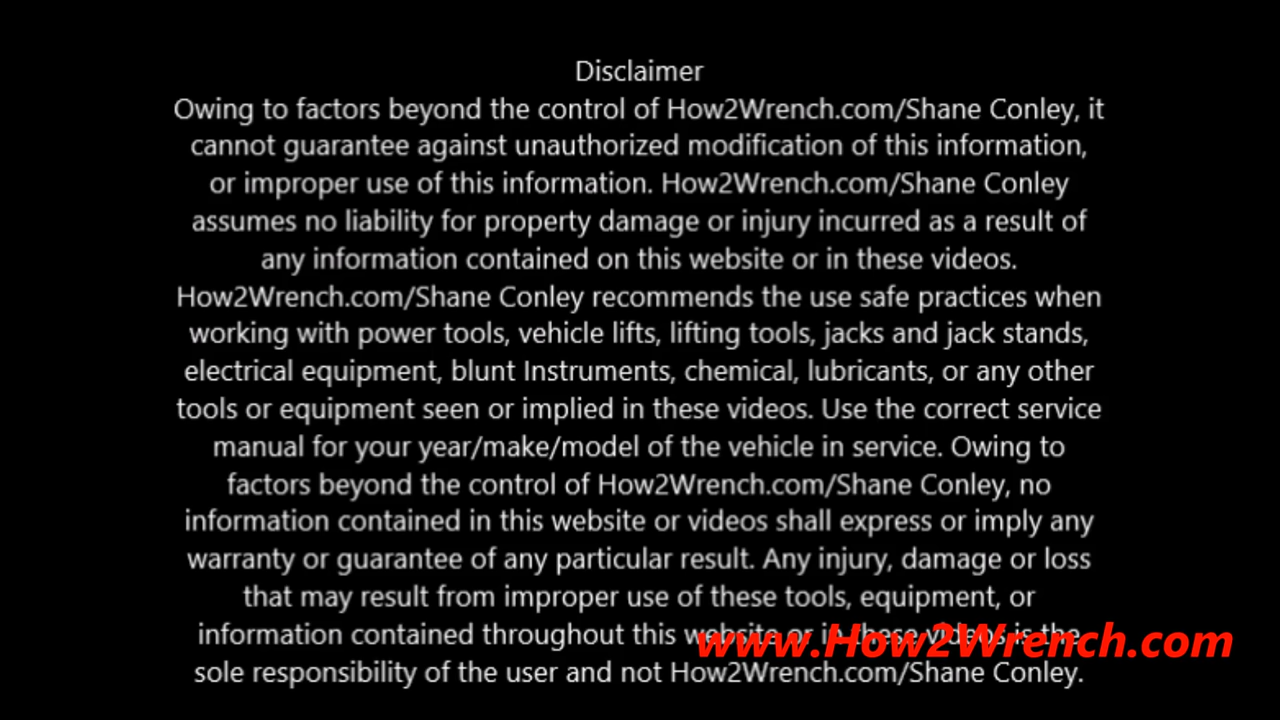 Disclaimer
Owing to factors beyond the control of How2Wrench.com/Shane Conley, it
cannot guarantee against unauthorized modification of this information,
or improper use of this information. How2Wrench.com/Shane Conley
assumes no liability for property damage or injury incurred as a result of
any information contained on this website or in these videos.
How2Wrench.com/Shane Conley recommends the use safe practices when
working with power tools, vehicle lifts, lifting tools, jacks and jack stands,
electrical equipment, blunt Instruments, chemical, lubricants, or any other
tools or equipment seen or implied in these videos. Use the correct service
manual for your year/make/model of the vehicle in service. Owing to
factors beyond the control of How2Wrench.com/Shane Conley, no
information contained in this website or videos shall express or imply any
warranty or guarantee of any particular result. Any injury, damage or loss
that may result from improper use of these tools, equipment, or
information contained throughout this website or in these videos is the
www.How2Wrench.com
sole responsibility of the user and not How2Wrench.com/Shane Conley.